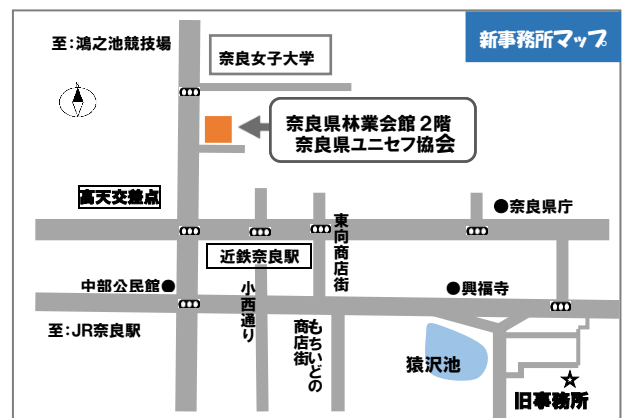 新事務所マップ
至：鴻之池競技場
奈良女子大学
奈良県林業会館２階
奈良県ユニセフ協会
高天交差点
●奈良県庁
東向商店街
近鉄奈良駅
中部公民館●
小西通り
●興福寺
至：JR奈良駅
もちいどの
商店街
猿沢池
旧事務所